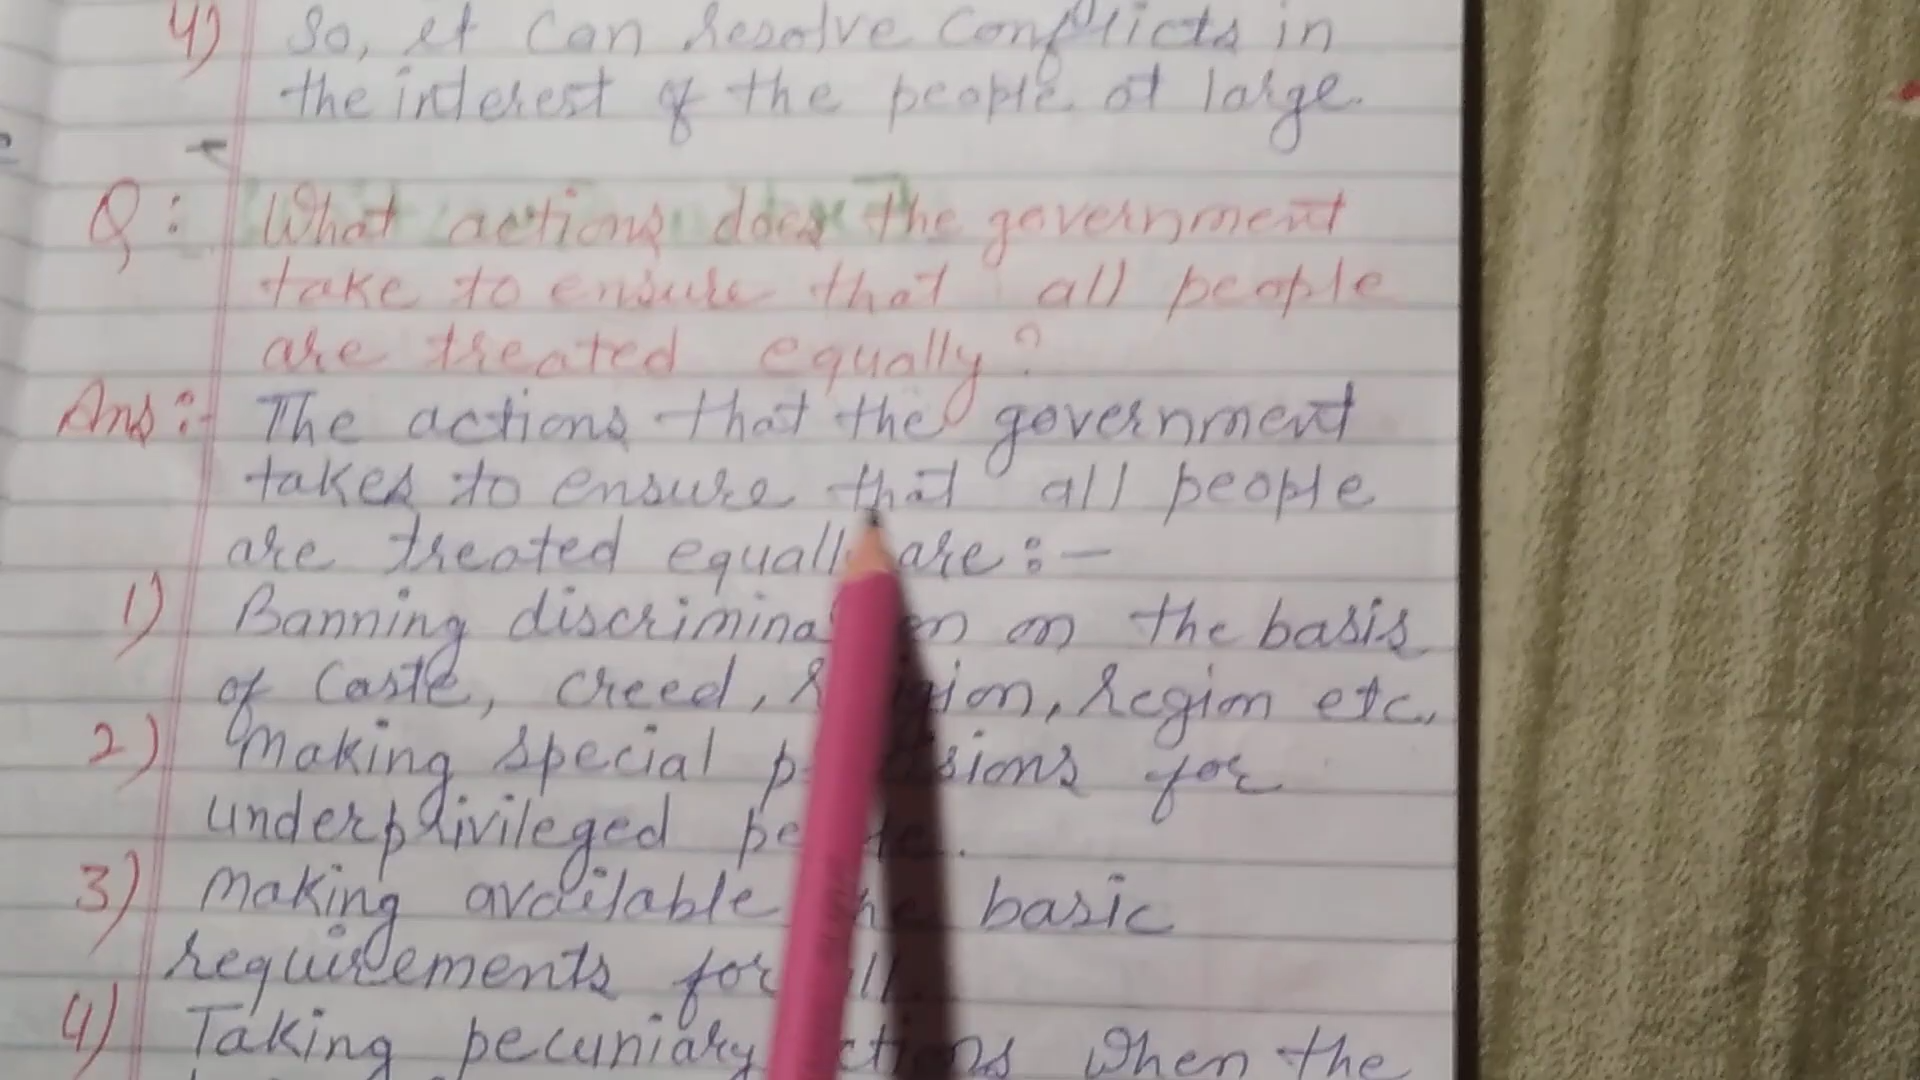 4) So, it can resolve conflicts in
the interest of the people at large.
Q: What actions does the government
take to ensure that all people
are treated equally?
Ans:- The actions that the government
takes to ensure that all people
are treated equall are :-
1) Banning discrimina on on the basis
of caste, creed, region etc.
2) Making special for
underprivileged
3) Making available basic
requirements for all.
4) Taking pecuniary when the